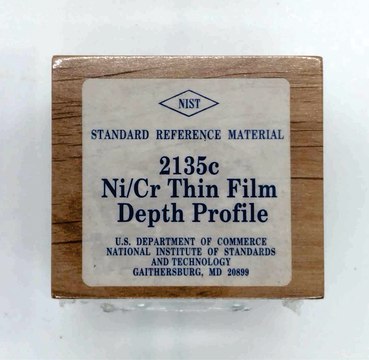 NIST
STANDARD REFERENCE MATERIAL
2135c
Ni/Cr Thin Film
Depth Profile
U.S. DEPARTMENT OF COMMERCE
NATIONAL INSTITUTE OF STANDARDS
AND TECHNOLOGY
GAITHERSBURG, MD 20899